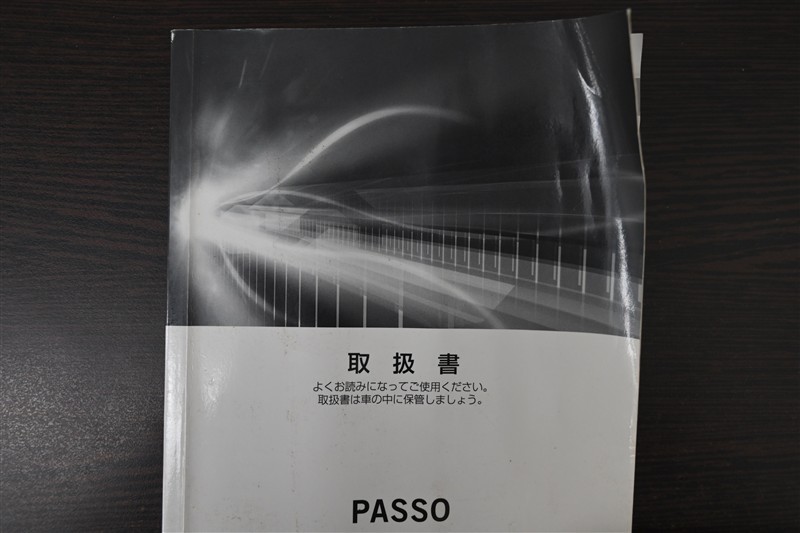 取扱書
よくお読みになってご使用ください。
取扱書は車の中に保管しましょう。
PASSO